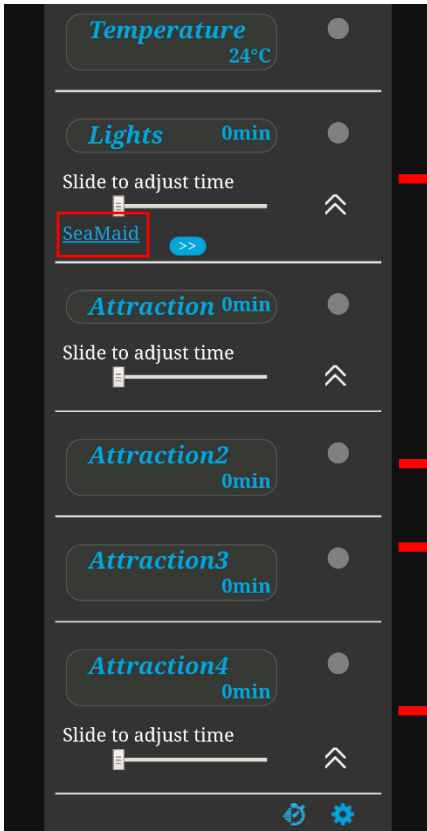 Temperature
24°C
Lights 0min
Slide to adjust time
SeaMaid
>>
Attraction 0min
Slide to adjust time
Attraction2
0min
Attraction3
0min
Attraction4
0min
Slide to adjust time